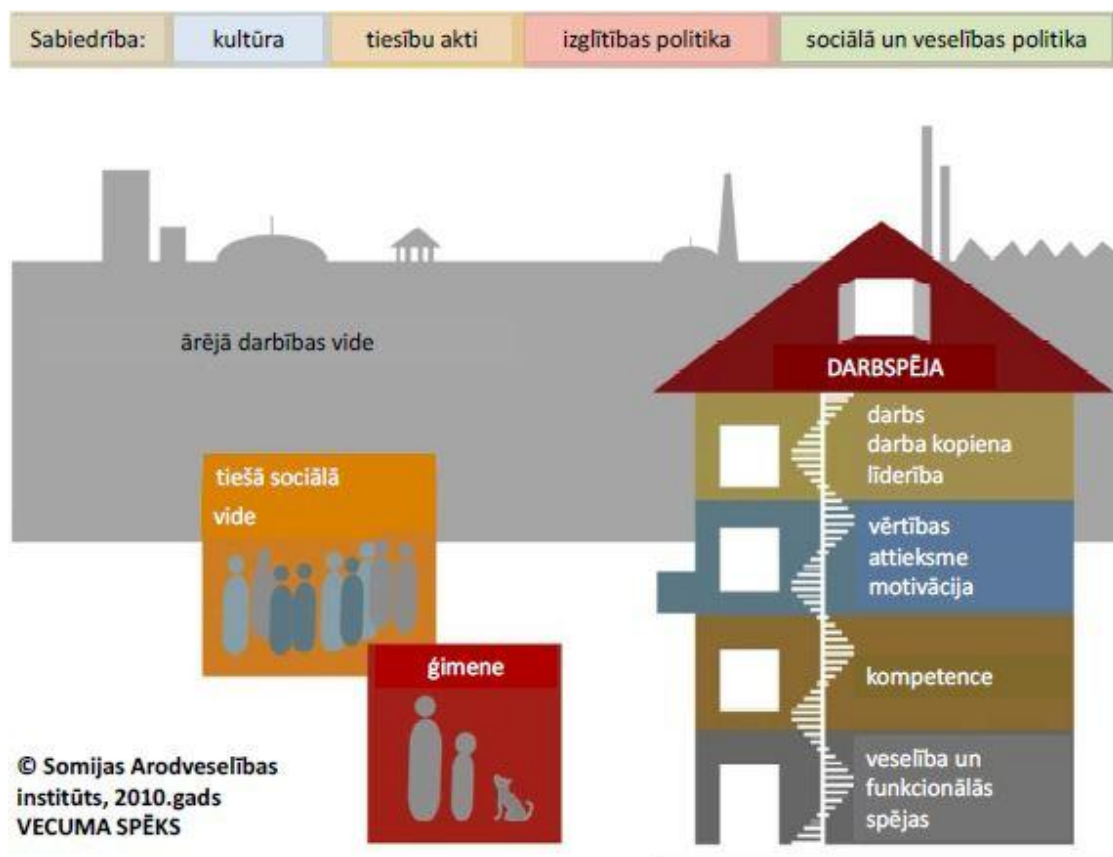 Sabiedrība: kultūra tiesību akti izglītības politika sociālā un veselības politika
ārējā darbības vide
DARBSPĒJA
darbs
darba kopiena
līderība
tiešā sociālā
vide
vērtības
attieksme
motivācija
ģimene
kompetence
veselība un
funkcionālās
spējas
© Somijas Arodveselības
institūts, 2010.gads
VECUMA SPĒKS